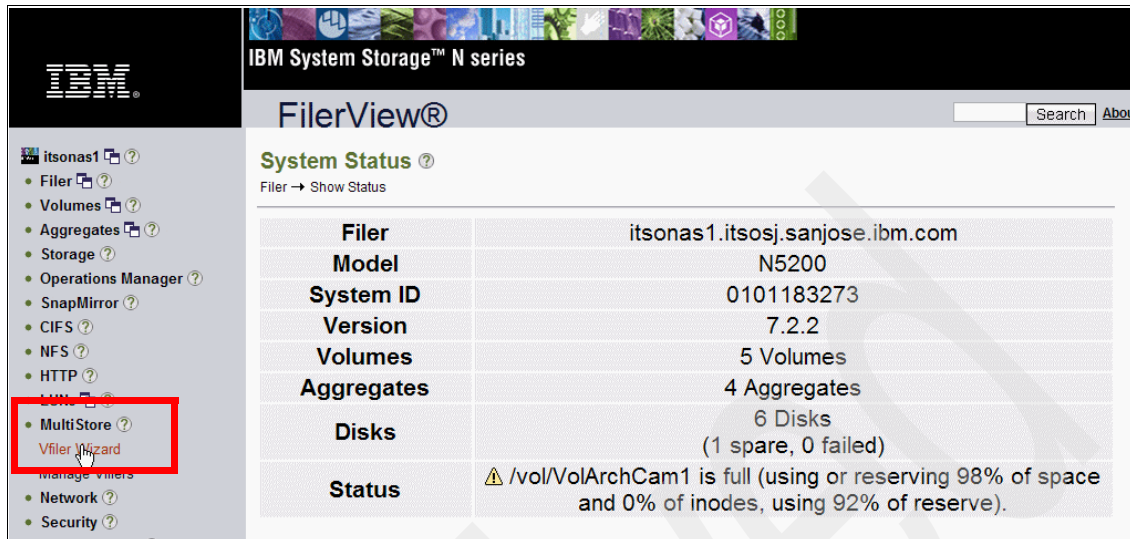 IBM®
IBM System Storage™ N series
FilerView®
Search
itsonas1
Filer
Volumes
Aggregates
Storage
Operations Manager
SnapMirror
CIFS
NFS
HTTP
LUNs
MultiStore
Vfiler Wizard
Manage Vfilers
Network
Security
System Status
Filer → Show Status
Filer itsonas1.itsosj.sanjose.ibm.com
Model N5200
System ID 0101183273
Version 7.2.2
Volumes 5 Volumes
Aggregates 4 Aggregates
Disks 6 Disks
(1 spare, 0 failed)
Status /vol/VolArchCam1 is full (using or reserving 98% of space
and 0% of inodes, using 92% of reserve).